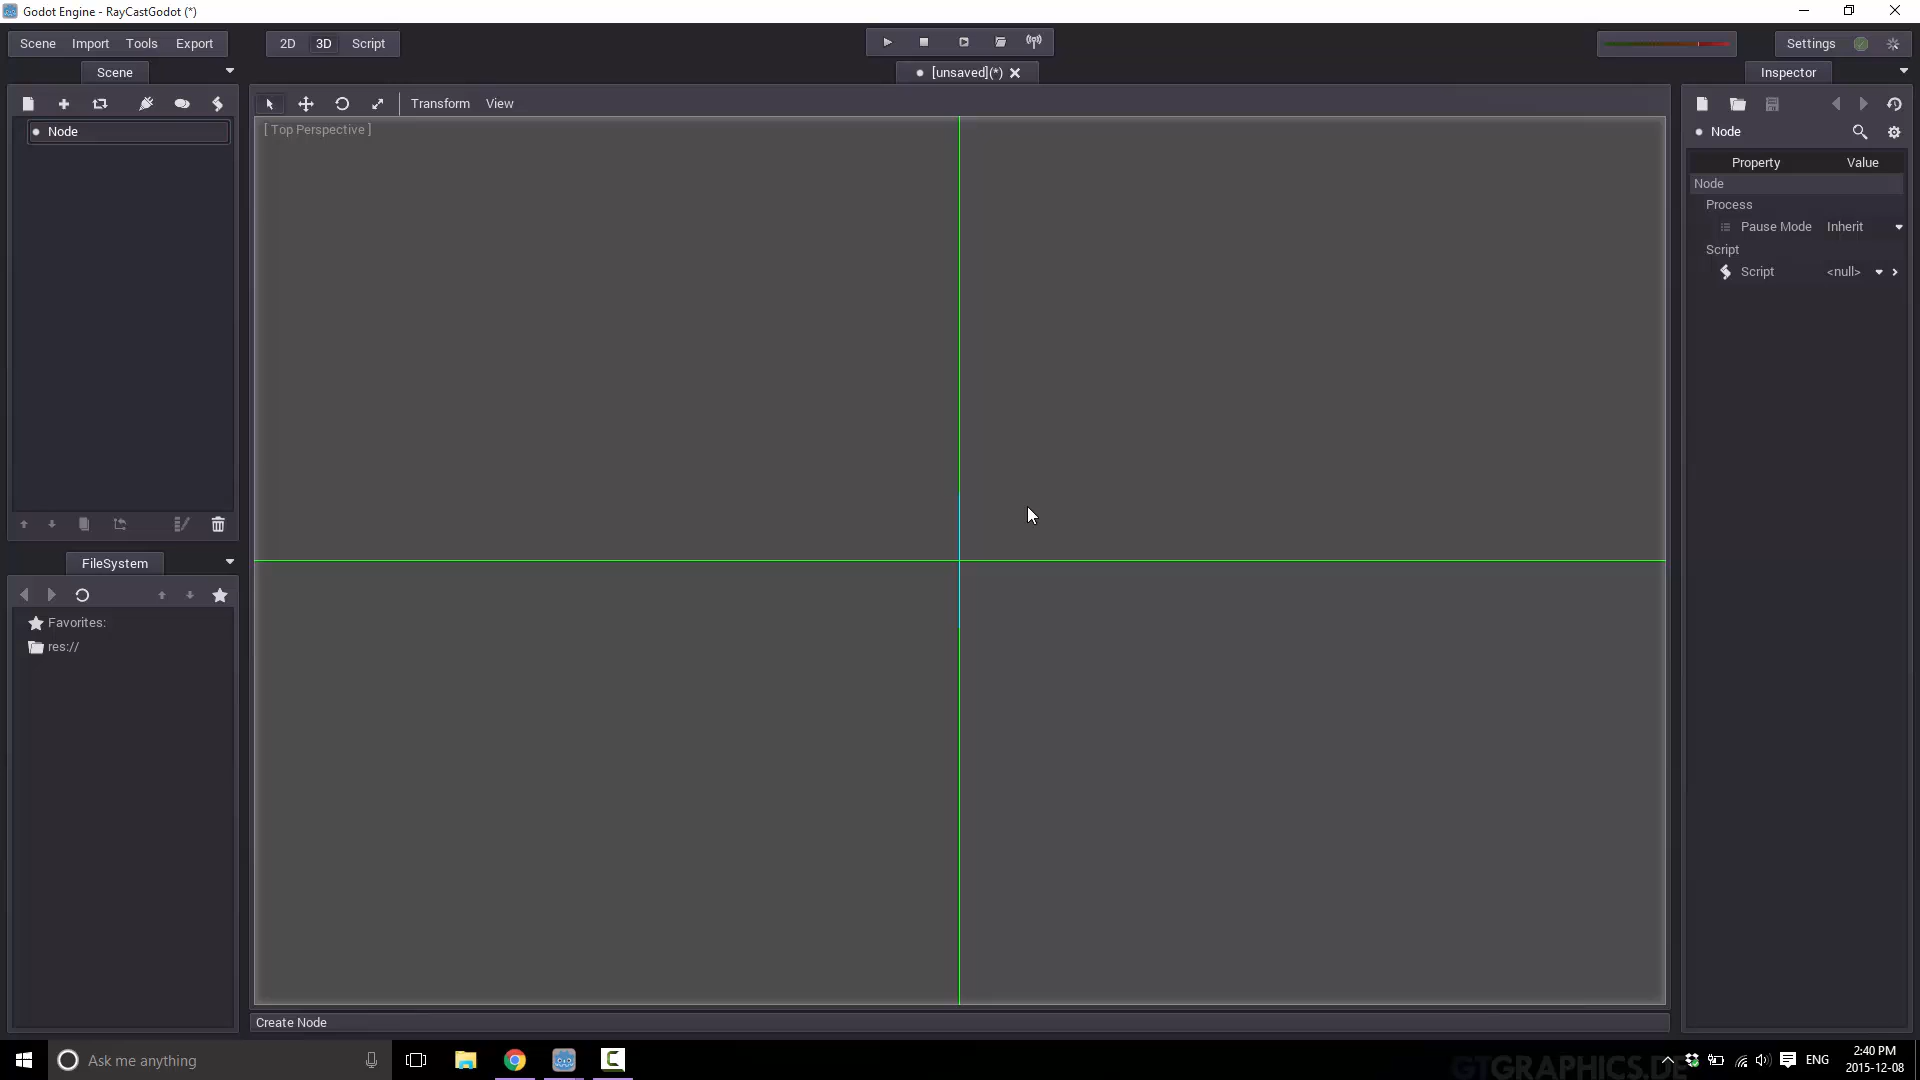 Godot Engine - RayCastGodot (*)
Scene Import Tools Export
2D 3D Script
Settings
Scene
[unsaved](*)
Inspector
Transform View
Node
[ Top Perspective ]
Node
Property Value
Node
Process
Pause Mode Inherit
Script
Script <null>
FileSystem
Favorites:
res://
Create Node
Ask me anything
GTGRAPHICS.DE
ENG
2:40 PM
2015-12-08